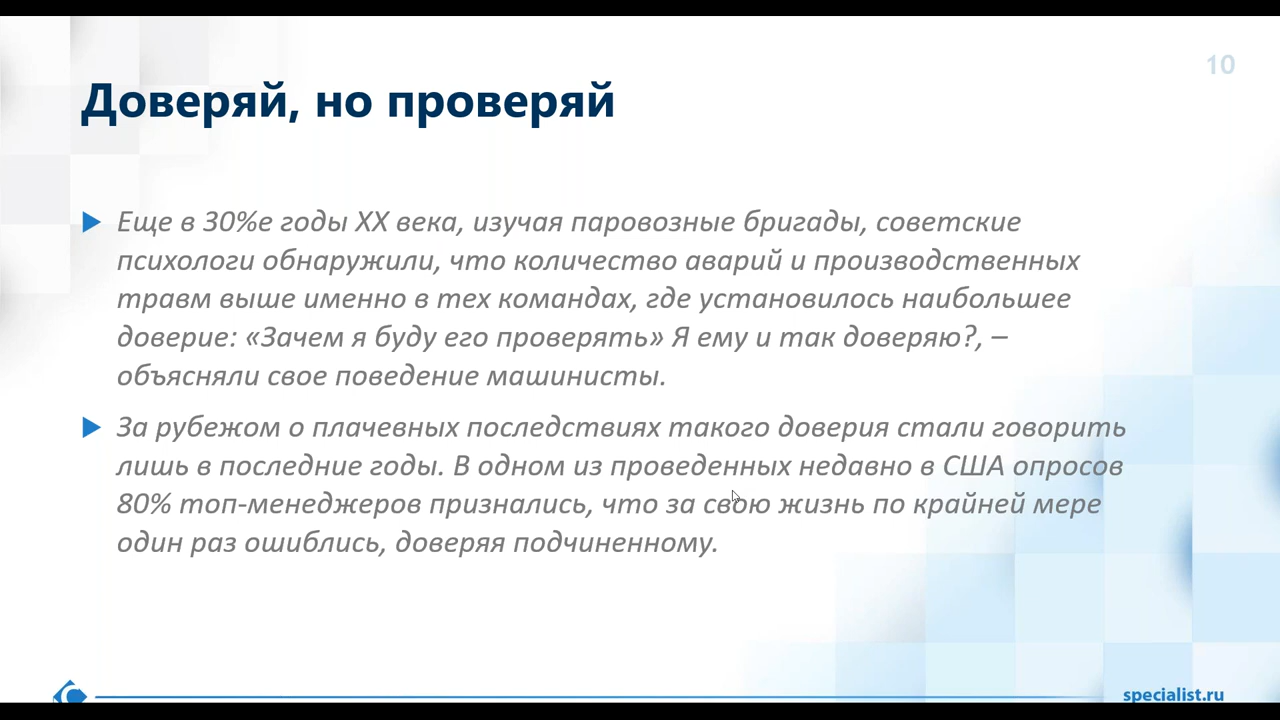 10
Доверяй, но проверяй
Еще в 30%е годы XX века, изучая паровозные бригады, советские
психологи обнаружили, что количество аварий и производственных
травм выше именно в тех командах, где установилось наибольшее
доверие: «Зачем я буду его проверять» Я ему и так доверяю?, –
объясняли свое поведение машинисты.
За рубежом о плачевных последствиях такого доверия стали говорить
лишь в последние годы. В одном из проведенных недавно в США опросов
80% топ-менеджеров признались, что за свою жизнь по крайней мере
один раз ошиблись, доверяя подчиненному.
specialist.ru